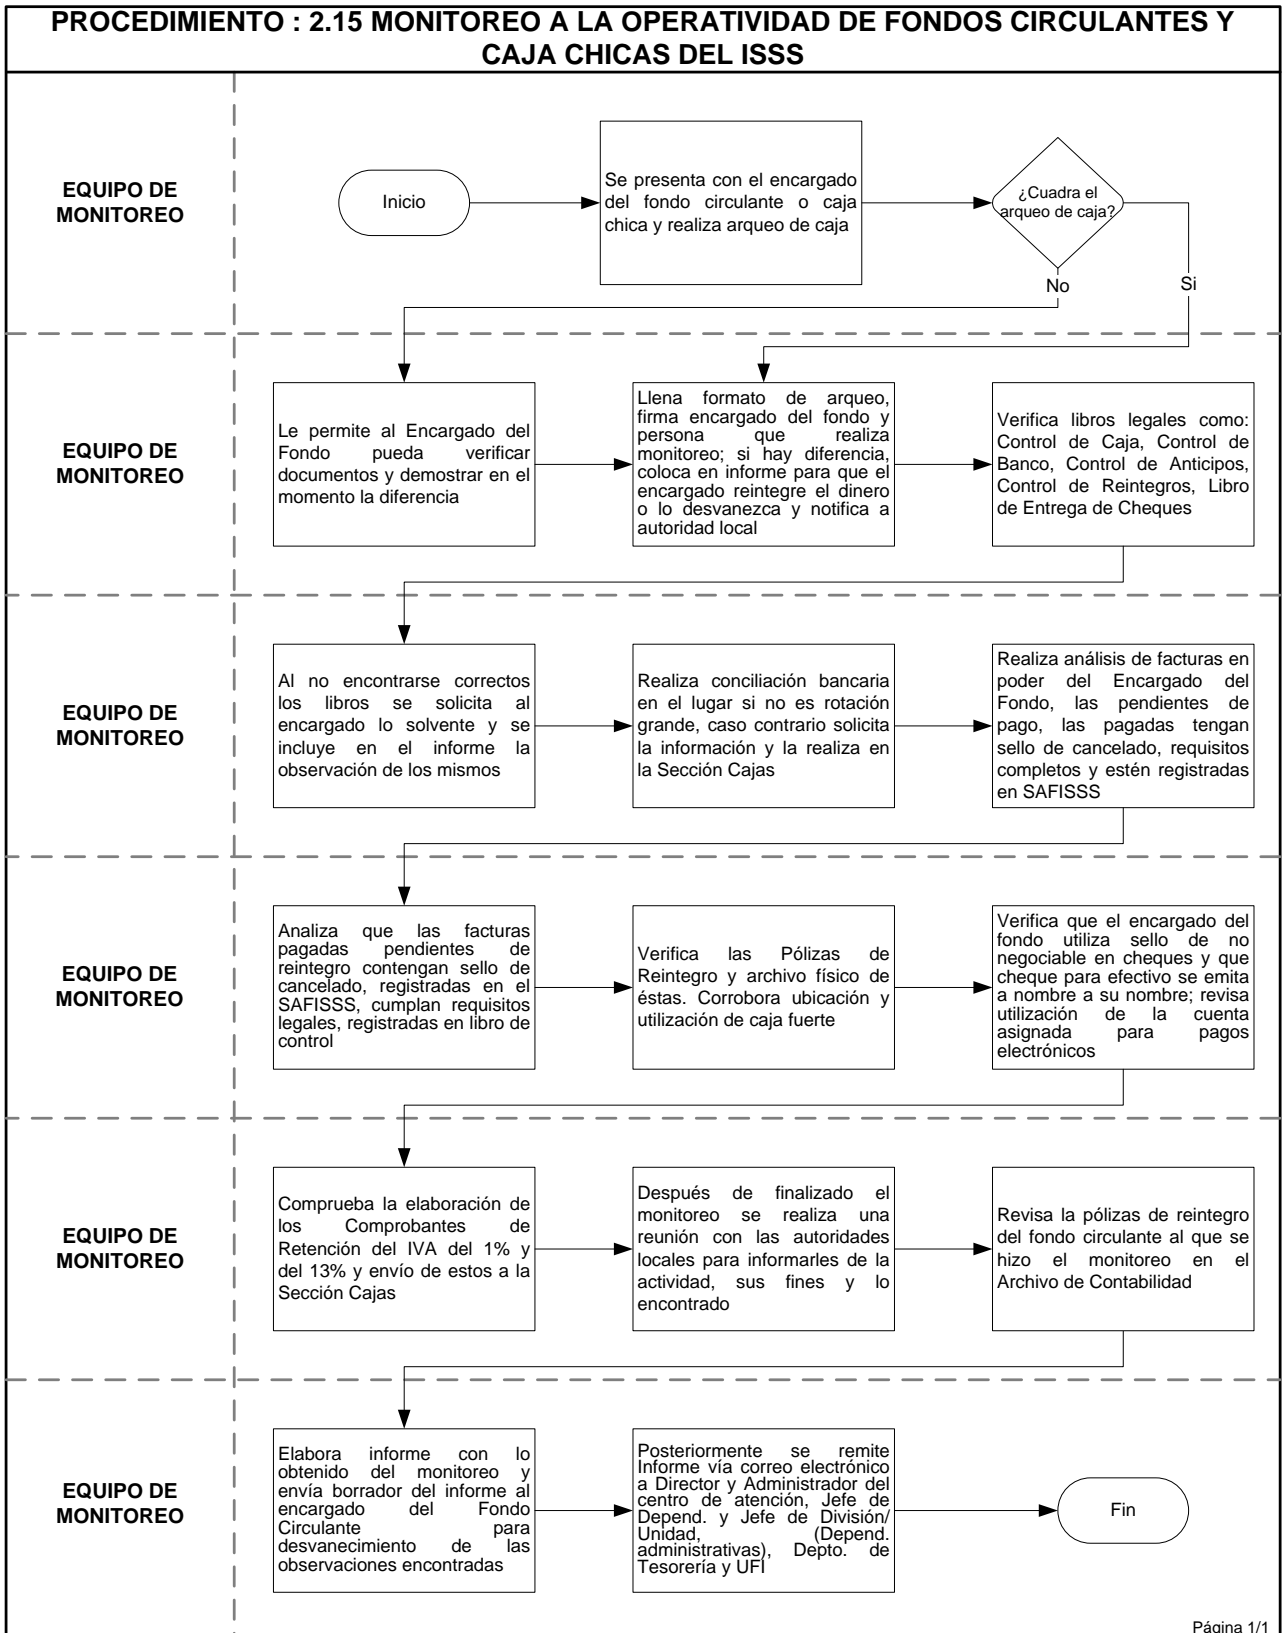 PROCEDIMIENTO : 2.15 MONITOREO A LA OPERATIVIDAD DE FONDOS CIRCULANTES Y
CAJA CHICAS DEL ISSS
EQUIPO DE
MONITOREO
Inicio
Se presenta con el encargado
del fondo circulante o caja
chica y realiza arqueo de caja
¿Cuadra el
arqueo de caja?
No
Si
EQUIPO DE
MONITOREO
Le permite al Encargado del
Fondo pueda verificar
documentos y demostrar en el
momento la diferencia
Llena formato de arqueo,
firma encargado del fondo y
persona que realiza
monitoreo; si hay diferencia,
coloca en informe para que el
encargado reintegre el dinero
o lo desvanezca y notifica a
autoridad local
Verifica libros legales como:
Control de Caja, Control de
Banco, Control de Anticipos,
Control de Reintegros, Libro
de Entrega de Cheques
EQUIPO DE
MONITOREO
Al no encontrarse correctos
los libros se solicita al
encargado lo solvente y se
incluye en el informe la
observación de los mismos
Realiza conciliación bancaria
en el lugar si no es rotación
grande, caso contrario solicita
la información y la realiza en
la Sección Cajas
Realiza análisis de facturas en
poder del Encargado del
Fondo, las pendientes de
pago, las pagadas tengan
sello de cancelado, requisitos
completos y estén registradas
en SAFISSS
EQUIPO DE
MONITOREO
Analiza que las facturas
pagadas pendientes de
reintegro contengan sello de
cancelado, registradas en el
SAFISSS, cumplan requisitos
legales, registradas en libro de
control
Verifica las Pólizas de
Reintegro y archivo físico de
éstas. Corrobora ubicación y
utilización de caja fuerte
Verifica que el encargado del
fondo utiliza sello de no
negociable en cheques y que
cheque para efectivo se emita
a nombre a su nombre; revisa
utilización de la cuenta
asignada para pagos
electrónicos
EQUIPO DE
MONITOREO
Comprueba la elaboración de
los Comprobantes de
Retención del IVA del 1% y
del 13% y envío de estos a la
Sección Cajas
Después de finalizado el
monitoreo se realiza una
reunión con las autoridades
locales para informarles de la
actividad, sus fines y lo
encontrado
Revisa la pólizas de reintegro
del fondo circulante al que se
hizo el monitoreo en el
Archivo de Contabilidad
EQUIPO DE
MONITOREO
Elabora informe con lo
obtenido del monitoreo y
envía borrador del informe al
encargado del Fondo
Circulante para
desvanecimiento de las
observaciones encontradas
Posteriormente se remite
Informe vía correo electrónico
a Director y Administrador del
centro de atención, Jefe de
Depend. y Jefe de División/
Unidad, (Depend.
administrativas), Depto. de
Tesorería y UFI
Fin
Página 1/1